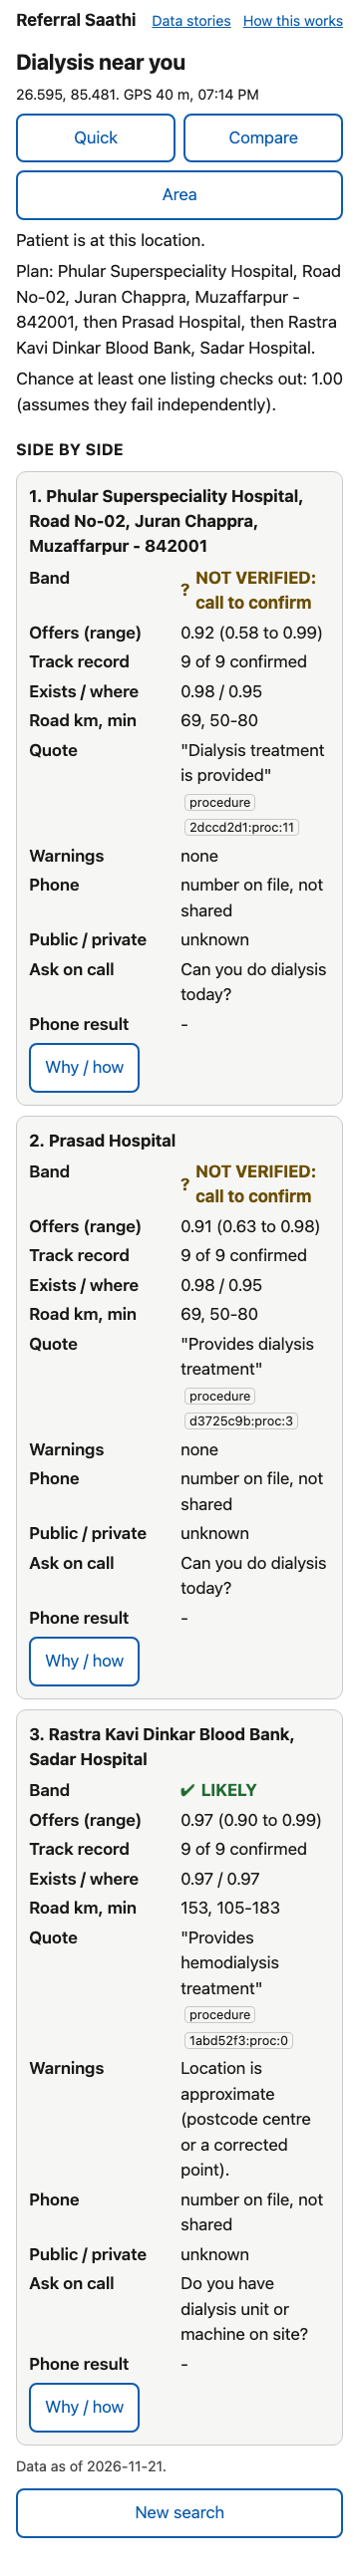 Referral Saathi Data stories How this works
Dialysis near you
26.595, 85.481. GPS 40 m, 07:14 PM
Quick Compare
Area
Patient is at this location.
Plan: Phular Superspeciality Hospital, Road
No-02, Juran Chappra, Muzaffarpur -
842001, then Prasad Hospital, then Rastra
Kavi Dinkar Blood Bank, Sadar Hospital.
Chance at least one listing checks out: 1.00
(assumes they fail independently).
SIDE BY SIDE
1. Phular Superspeciality Hospital,
Road No-02, Juran Chappra,
Muzaffarpur - 842001
Band ? NOT VERIFIED:
call to confirm
Offers (range) 0.92 (0.58 to 0.99)
Track record 9 of 9 confirmed
Exists / where 0.98 / 0.95
Road km, min 69, 50-80
Quote "Dialysis treatment
is provided"
procedure
2dccd2d1:proc:11
Warnings none
Phone number on file, not
shared
Public / private unknown
Ask on call Can you do dialysis
today?
Phone result -
Why / how
2. Prasad Hospital
Band ? NOT VERIFIED:
call to confirm
Offers (range) 0.91 (0.63 to 0.98)
Track record 9 of 9 confirmed
Exists / where 0.98 / 0.95
Road km, min 69, 50-80
Quote "Provides dialysis
treatment"
procedure
d3725c9b:proc:3
Warnings none
Phone number on file, not
shared
Public / private unknown
Ask on call Can you do dialysis
today?
Phone result -
Why / how
3. Rastra Kavi Dinkar Blood Bank,
Sadar Hospital
Band ✔ LIKELY
Offers (range) 0.97 (0.90 to 0.99)
Track record 9 of 9 confirmed
Exists / where 0.97 / 0.97
Road km, min 153, 105-183
Quote "Provides
hemodialysis
treatment"
procedure
1abd52f3:proc:0
Warnings Location is
approximate
(postcode centre
or a corrected
point).
Phone number on file, not
shared
Public / private unknown
Ask on call Do you have
dialysis unit or
machine on site?
Phone result -
Why / how
Data as of 2026-11-21.
New search